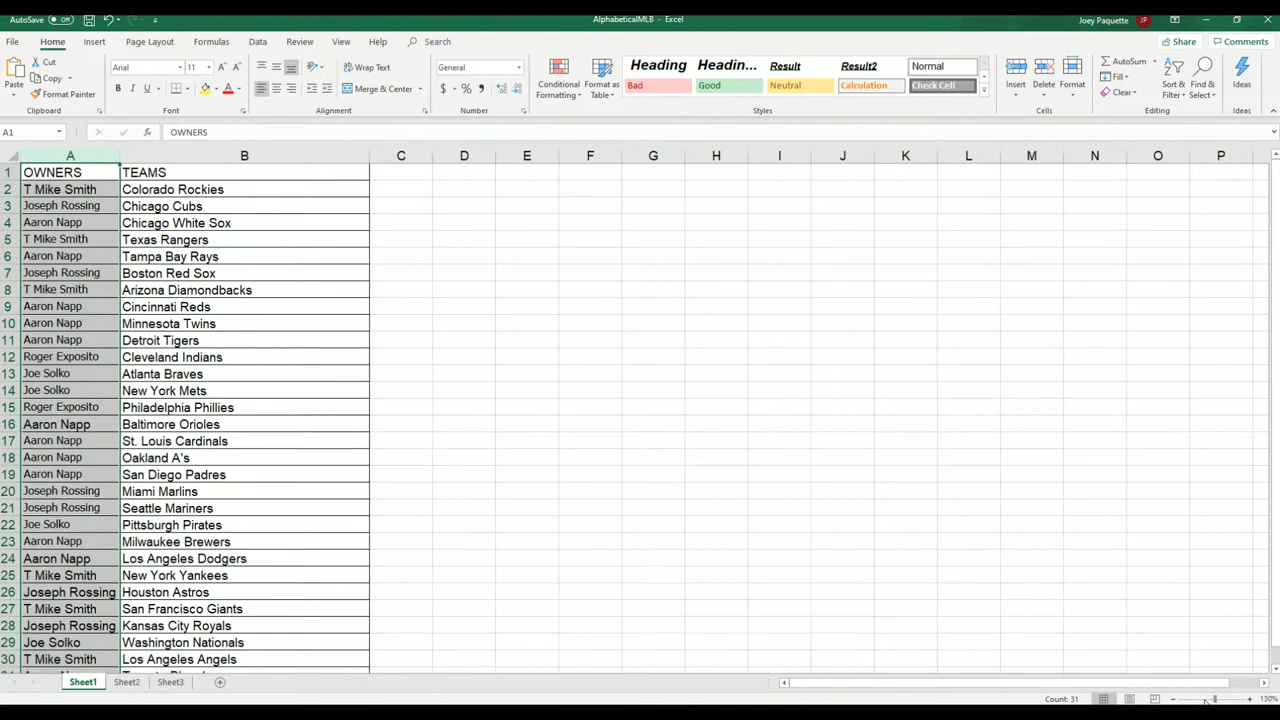 AutoSave Off AlphabeticalMLB - Excel Joey Paquette JP
File Home Insert Page Layout Formulas Data Review View Help Search Share Comments
Paste Cut Copy Format Painter Clipboard
Arial 11 B I U A Font
Wrap Text Merge & Center Alignment
General $ % Number
Conditional Formatting Format as Table
Heading Headin... Result Result2 Normal
Bad Good Neutral Calculation Check Cell
Styles
Insert Delete Format Cells
AutoSum Fill Clear Sort & Filter Find & Select Editing
Ideas Ideas
A1 fx OWNERS
A B C D E F G H I J K L M N O P
1 OWNERS TEAMS
2 T Mike Smith Colorado Rockies
3 Joseph Rossing Chicago Cubs
4 Aaron Napp Chicago White Sox
5 T Mike Smith Texas Rangers
6 Aaron Napp Tampa Bay Rays
7 Joseph Rossing Boston Red Sox
8 T Mike Smith Arizona Diamondbacks
9 Aaron Napp Cincinnati Reds
10 Aaron Napp Minnesota Twins
11 Aaron Napp Detroit Tigers
12 Roger Exposito Cleveland Indians
13 Joe Solko Atlanta Braves
14 Joe Solko New York Mets
15 Roger Exposito Philadelphia Phillies
16 Aaron Napp Baltimore Orioles
17 Aaron Napp St. Louis Cardinals
18 Aaron Napp Oakland A's
19 Aaron Napp San Diego Padres
20 Joseph Rossing Miami Marlins
21 Joseph Rossing Seattle Mariners
22 Joe Solko Pittsburgh Pirates
23 Aaron Napp Milwaukee Brewers
24 Aaron Napp Los Angeles Dodgers
25 T Mike Smith New York Yankees
26 Joseph Rossing Houston Astros
27 T Mike Smith San Francisco Giants
28 Joseph Rossing Kansas City Royals
29 Joe Solko Washington Nationals
30 T Mike Smith Los Angeles Angels
Sheet1 Sheet2 Sheet3
Count: 31 130%